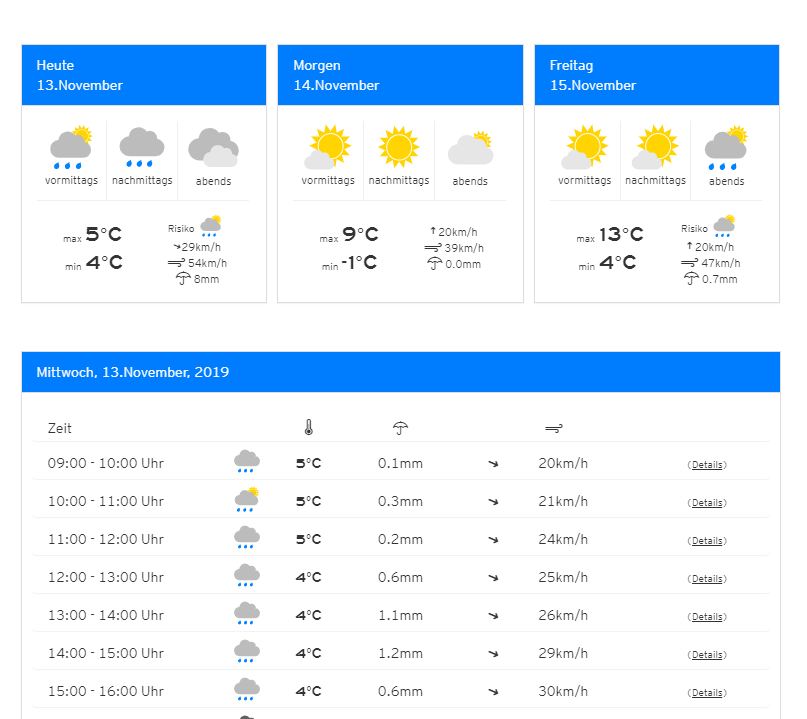 Heute
13.November
vormittags nachmittags abends
max 5°C
min 4°C
Risiko
29km/h
54km/h
8mm
Morgen
14.November
vormittags nachmittags abends
max 9°C
min -1°C
20km/h
39km/h
0.0mm
Freitag
15.November
vormittags nachmittags abends
max 13°C
min 4°C
Risiko
20km/h
47km/h
0.7mm
Mittwoch, 13.November, 2019
Zeit
09:00 - 10:00 Uhr 5°C 0.1mm 20km/h (Details)
10:00 - 11:00 Uhr 5°C 0.3mm 21km/h (Details)
11:00 - 12:00 Uhr 5°C 0.2mm 24km/h (Details)
12:00 - 13:00 Uhr 4°C 0.6mm 25km/h (Details)
13:00 - 14:00 Uhr 4°C 1.1mm 26km/h (Details)
14:00 - 15:00 Uhr 4°C 1.2mm 29km/h (Details)
15:00 - 16:00 Uhr 4°C 0.6mm 30km/h (Details)